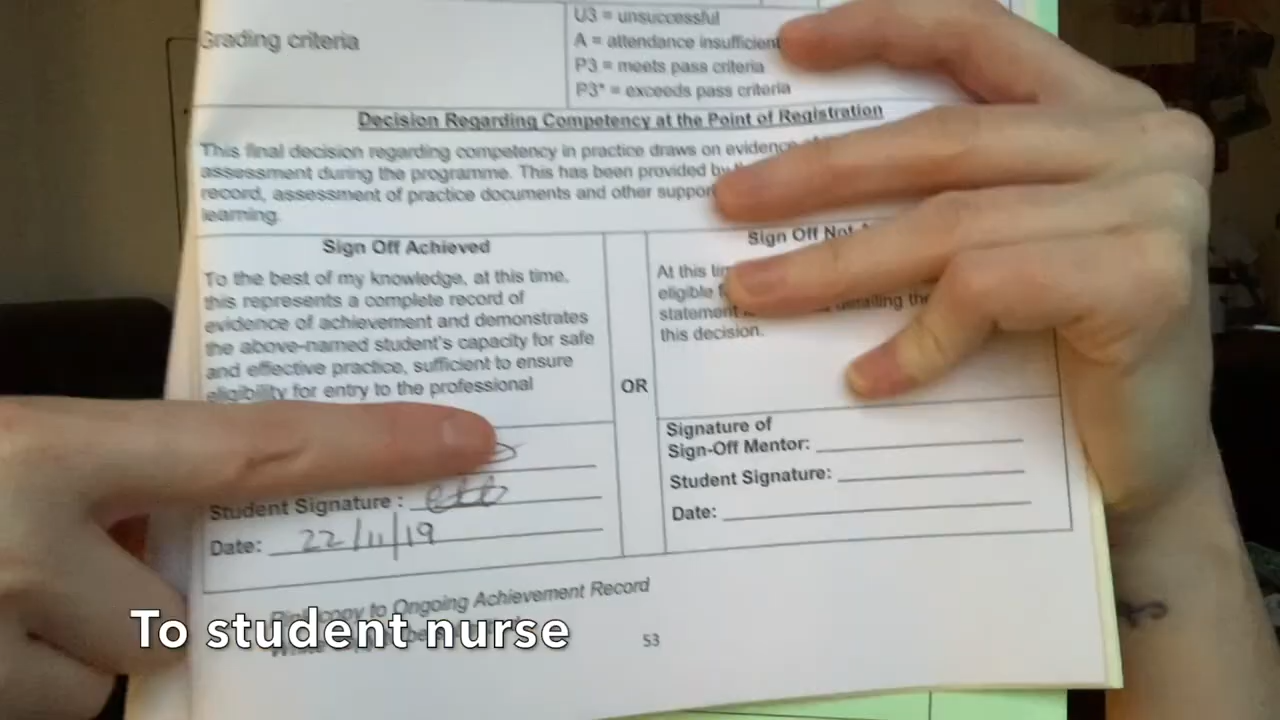 U3 = unsuccessful
Grading criteria
A = attendance insufficient
P3 = meets pass criteria
P3* = exceeds pass criteria
Decision Regarding Competency at the Point of Registration
This final decision regarding competency in practice draws on evidence
assessment during the programme. This has been provided by
record, assessment of practice documents and other suppor
learning.
Sign Off Achieved
To the best of my knowledge, at this time,
this represents a complete record of
evidence of achievement and demonstrates
the above-named student's capacity for safe
and effective practice, sufficient to ensure
eligibility for entry to the professional
Student Signature :
Date: 22/11/19
OR
Sign Off Not
At this
eligible
statement detailing the
this decision.
Signature of
Sign-Off Mentor:
Student Signature:
Date:
copy to Ongoing Achievement Record
To student nurse
53